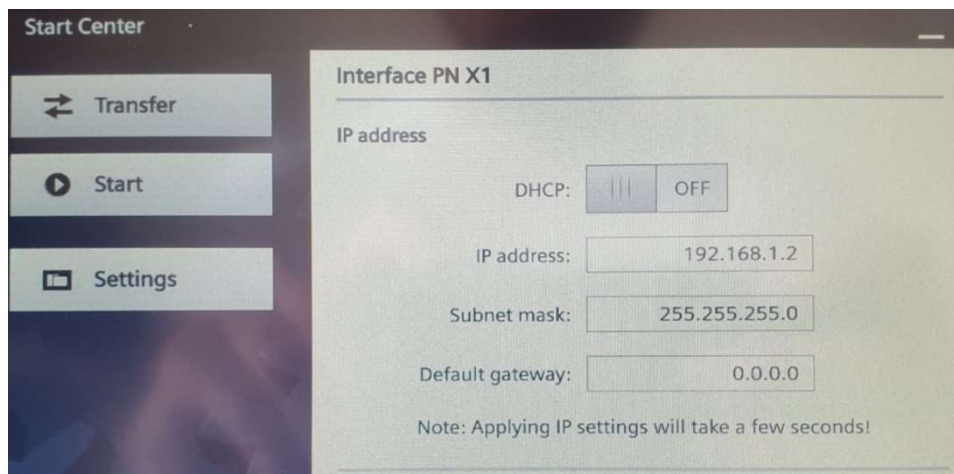 Start Center
Transfer
Start
Settings
Interface PN X1
IP address
DHCP: OFF
IP address: 192.168.1.2
Subnet mask: 255.255.255.0
Default gateway: 0.0.0.0
Note: Applying IP settings will take a few seconds!